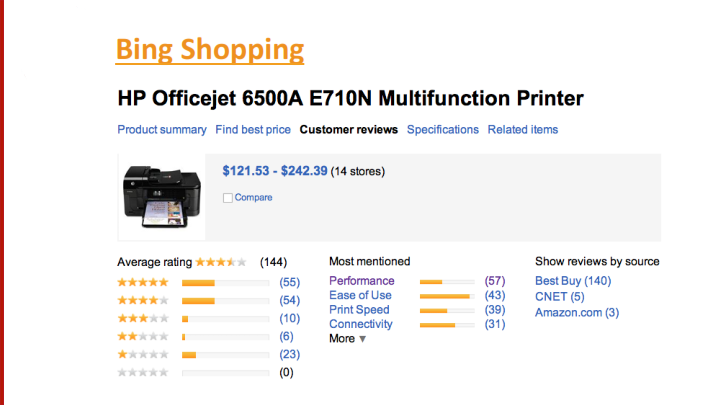 Bing Shopping
HP Officejet 6500A E710N Multifunction Printer
Product summary Find best price Customer reviews Specifications Related items
$121.53 - $242.39 (14 stores)
Compare
Average rating (144)
(55)
(54)
(10)
(6)
(23)
(0)
Most mentioned
Performance (57)
Ease of Use (43)
Print Speed (39)
Connectivity (31)
More ▼
Show reviews by source
Best Buy (140)
CNET (5)
Amazon.com (3)